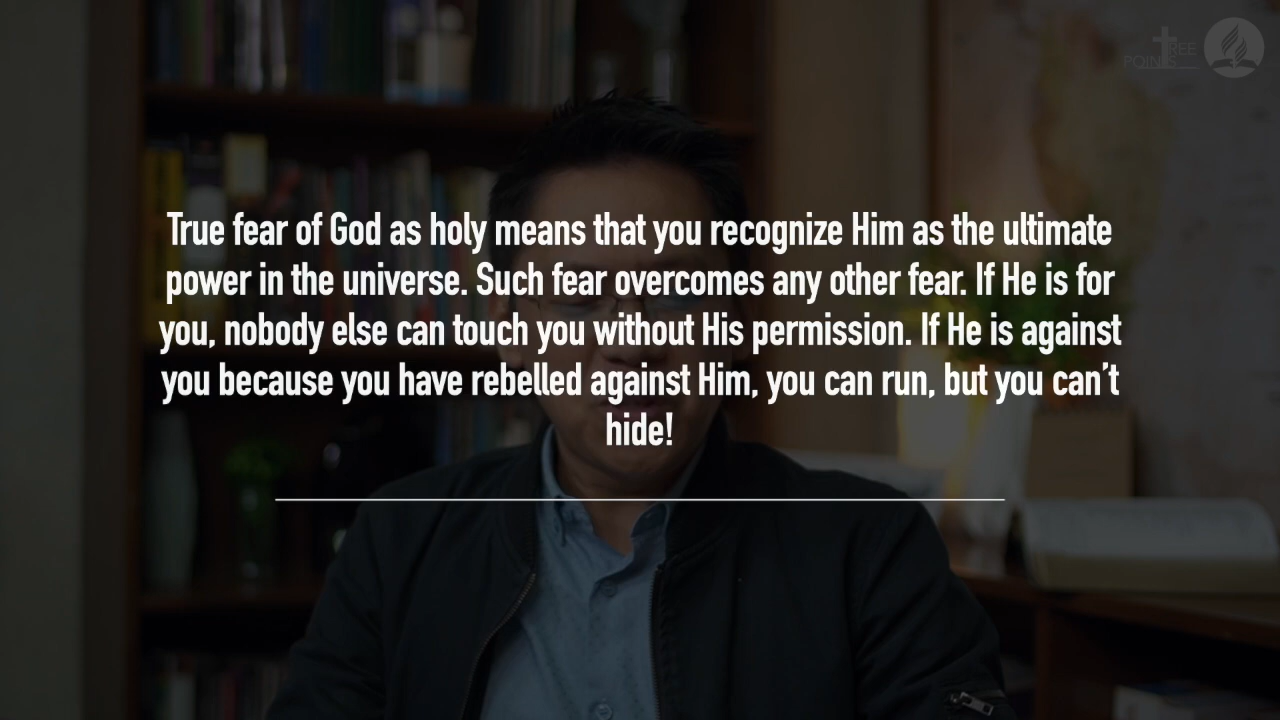 TREE
POINTS
True fear of God as holy means that you recognize Him as the ultimate
power in the universe. Such fear overcomes any other fear. If He is for
you, nobody else can touch you without His permission. If He is against
you because you have rebelled against Him, you can run, but you can’t
hide!